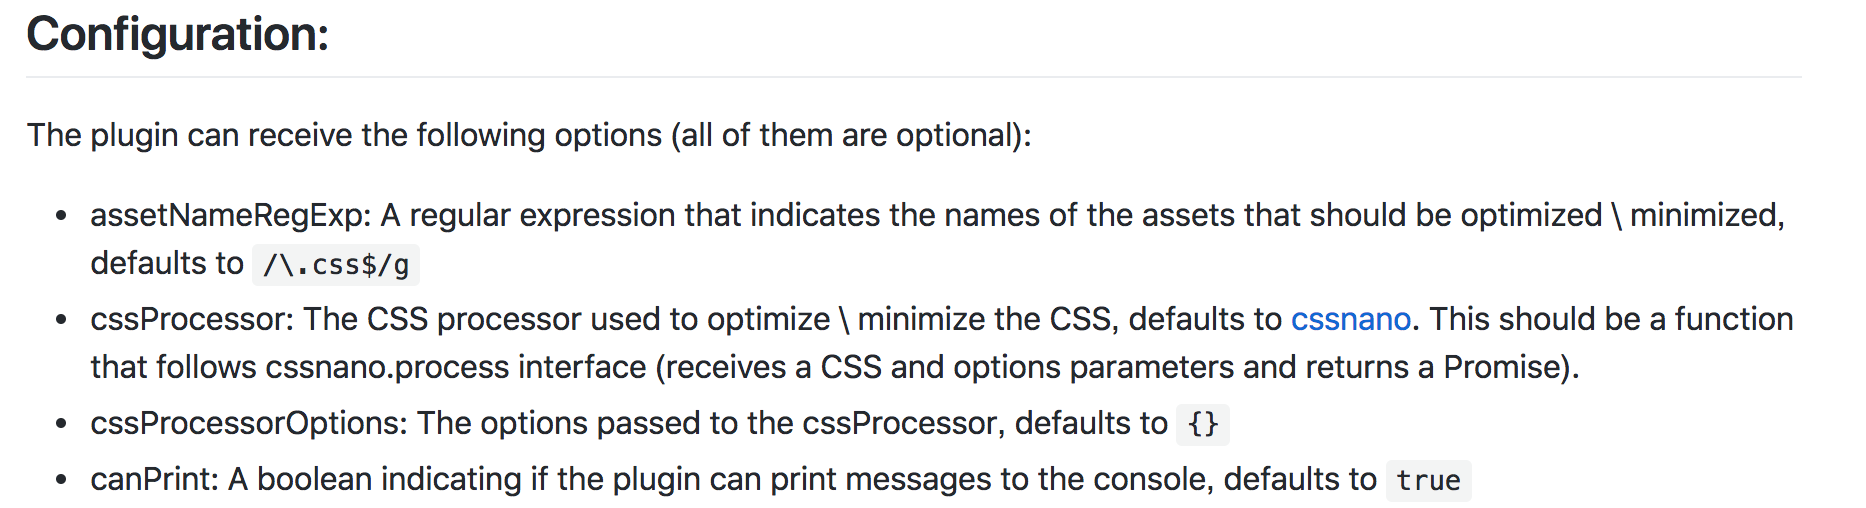 Configuration:
The plugin can receive the following options (all of them are optional):
• assetNameRegExp: A regular expression that indicates the names of the assets that should be optimized \ minimized,
defaults to /\.css$/g
• cssProcessor: The CSS processor used to optimize \ minimize the CSS, defaults to cssnano. This should be a function
that follows cssnano.process interface (receives a CSS and options parameters and returns a Promise).
• cssProcessorOptions: The options passed to the cssProcessor, defaults to {}
• canPrint: A boolean indicating if the plugin can print messages to the console, defaults to true